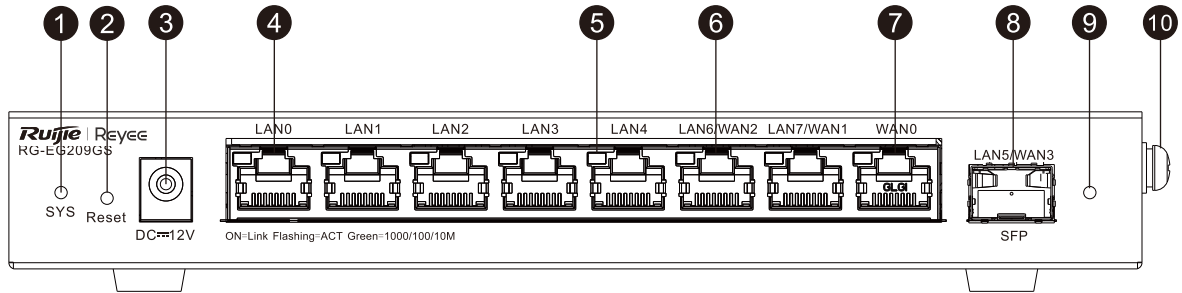 1 2 3 4 5 6 7 8 9 10
Ruijie | Reyee
RG-EG209GS
LAN0 LAN1 LAN2 LAN3 LAN4 LAN6/WAN2 LAN7/WAN1 WAN0
LAN5/WAN3
GLGI
SYS
Reset
DC⎓12V
ON=Link Flashing=ACT Green=1000/100/10M
SFP